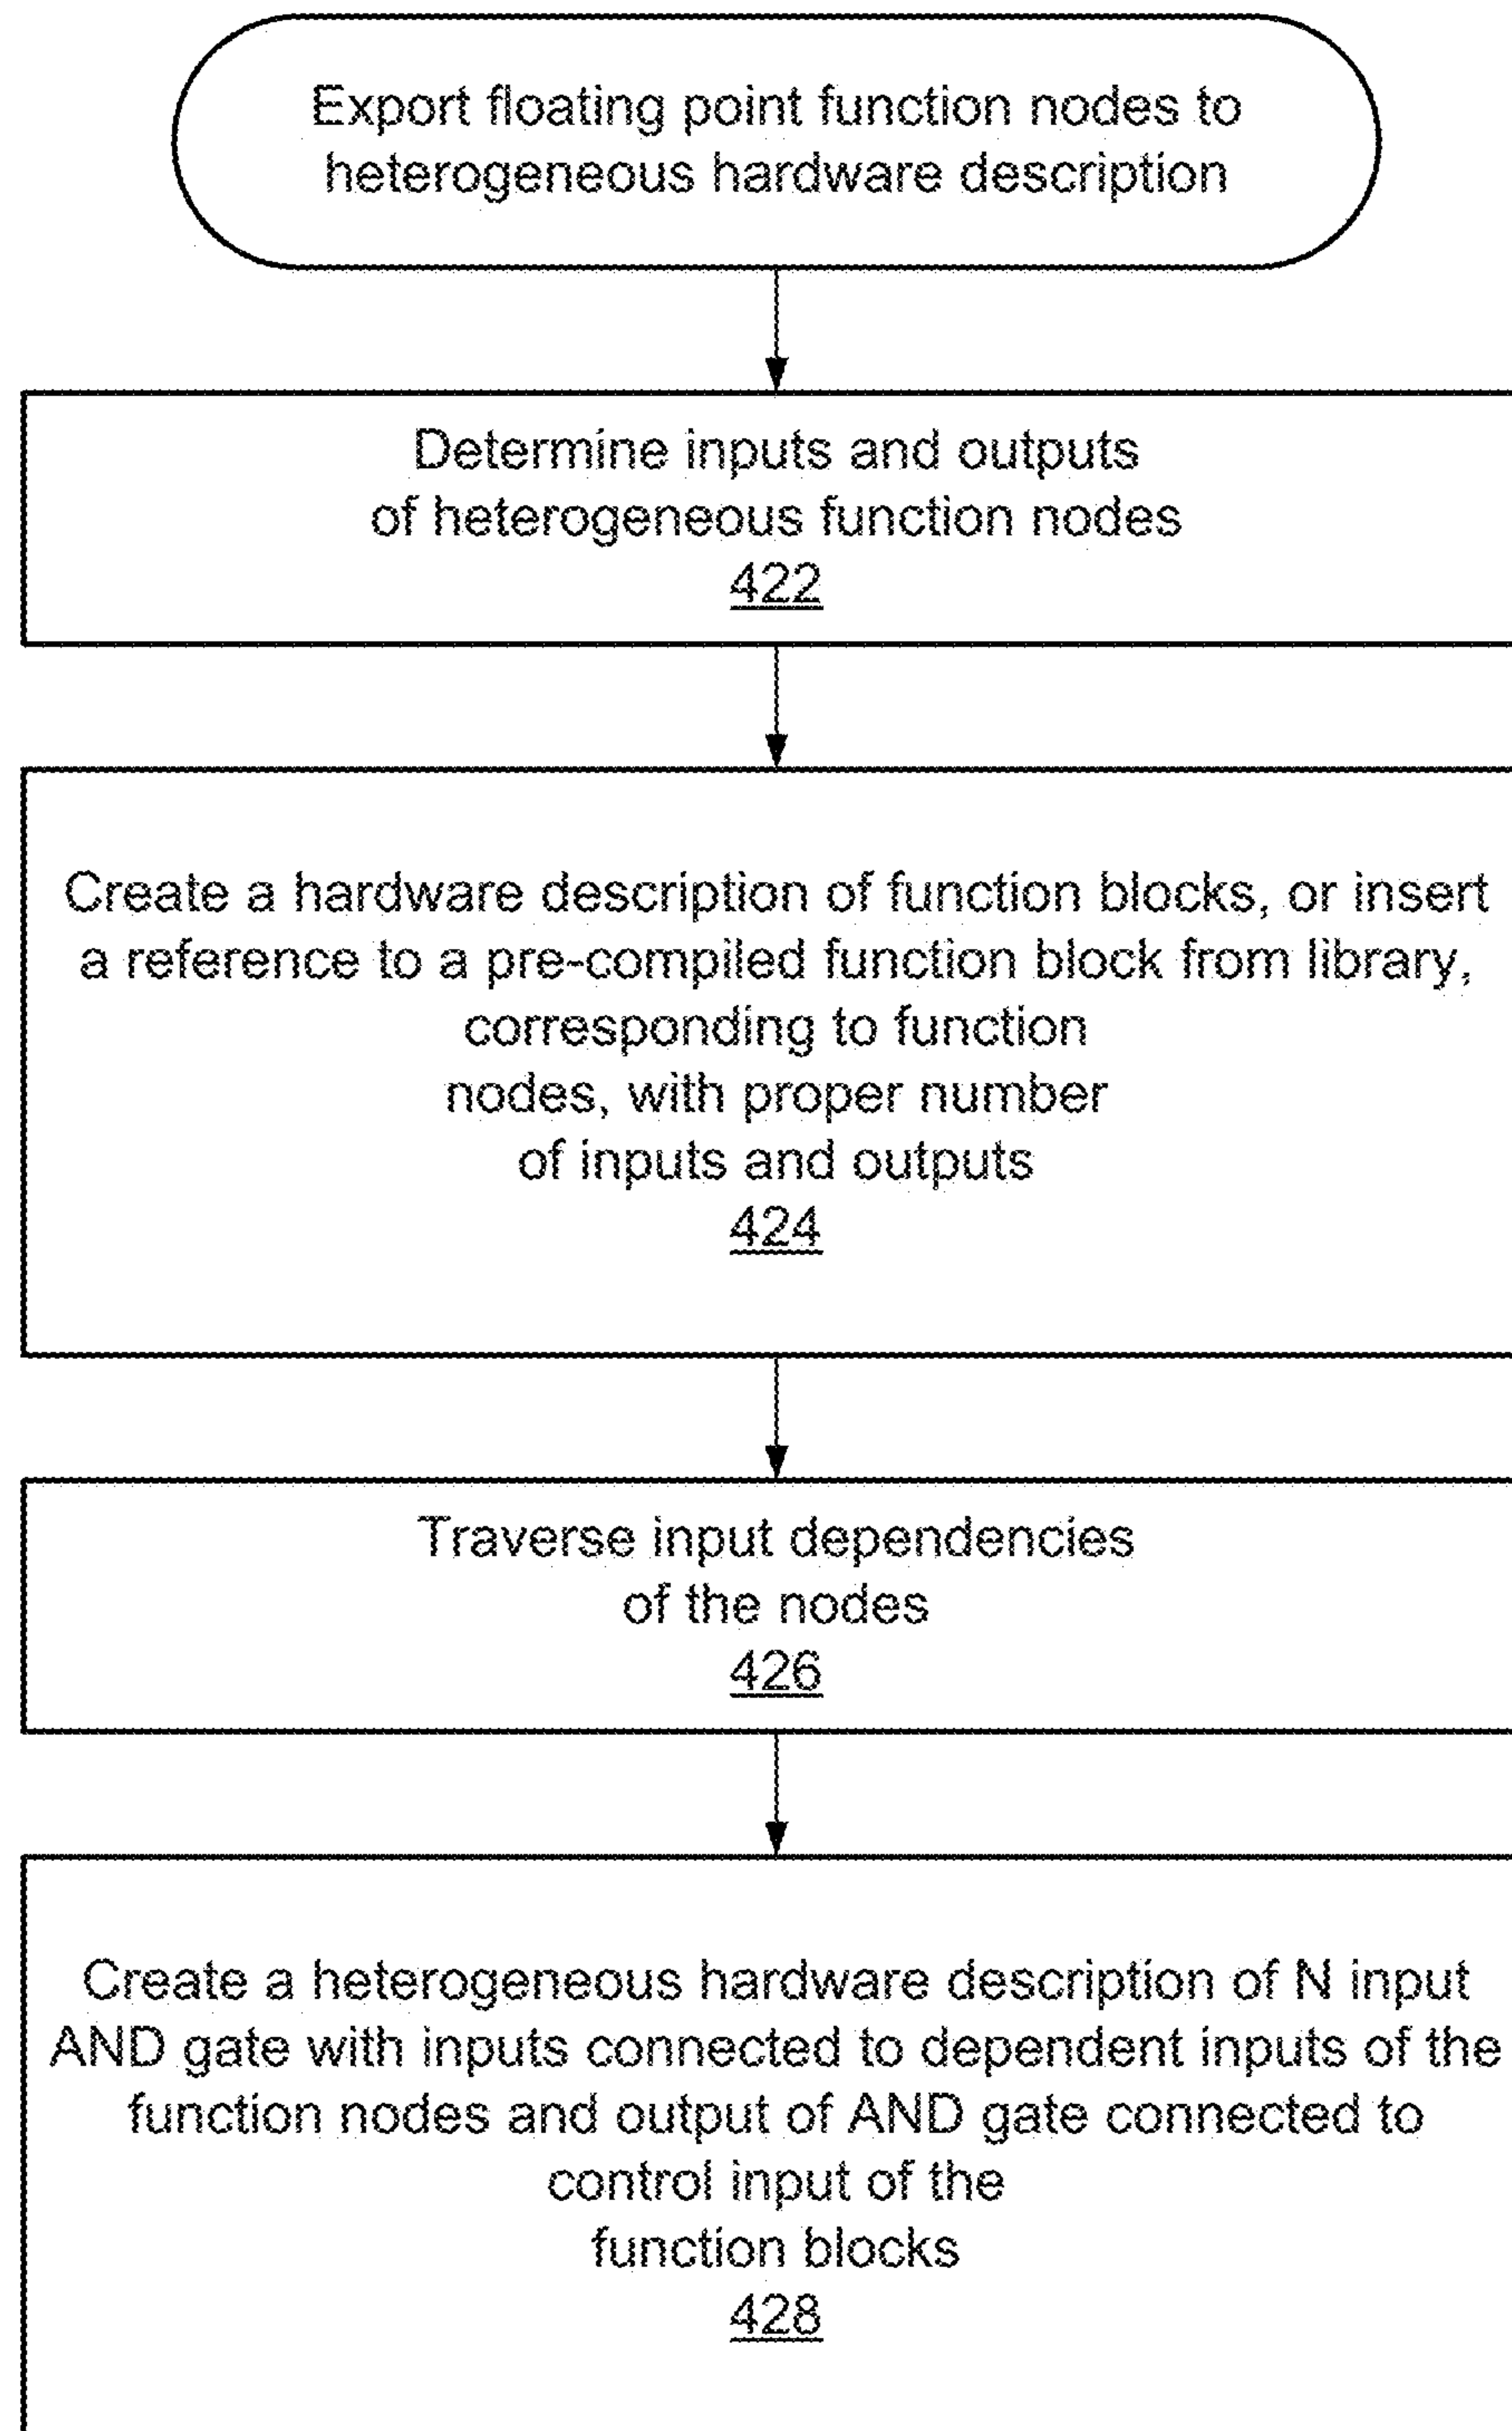 Export floating point function nodes to
heterogeneous hardware description
Determine inputs and outputs
of heterogeneous function nodes
422
Create a hardware description of function blocks, or insert
a reference to a pre-compiled function block from library,
corresponding to function
nodes, with proper number
of inputs and outputs
424
Traverse input dependencies
of the nodes
426
Create a heterogeneous hardware description of N input
AND gate with inputs connected to dependent inputs of the
function nodes and output of AND gate connected to
control input of the
function blocks
428